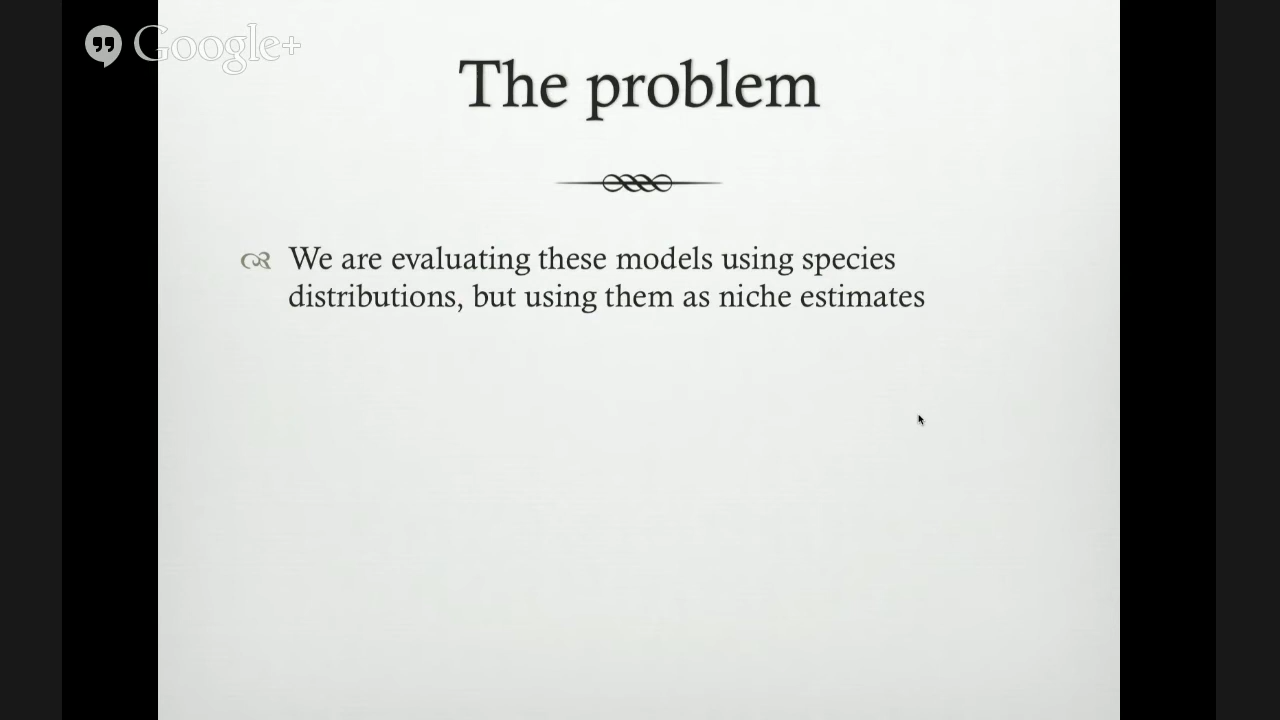 Google+
The problem
We are evaluating these models using species
distributions, but using them as niche estimates